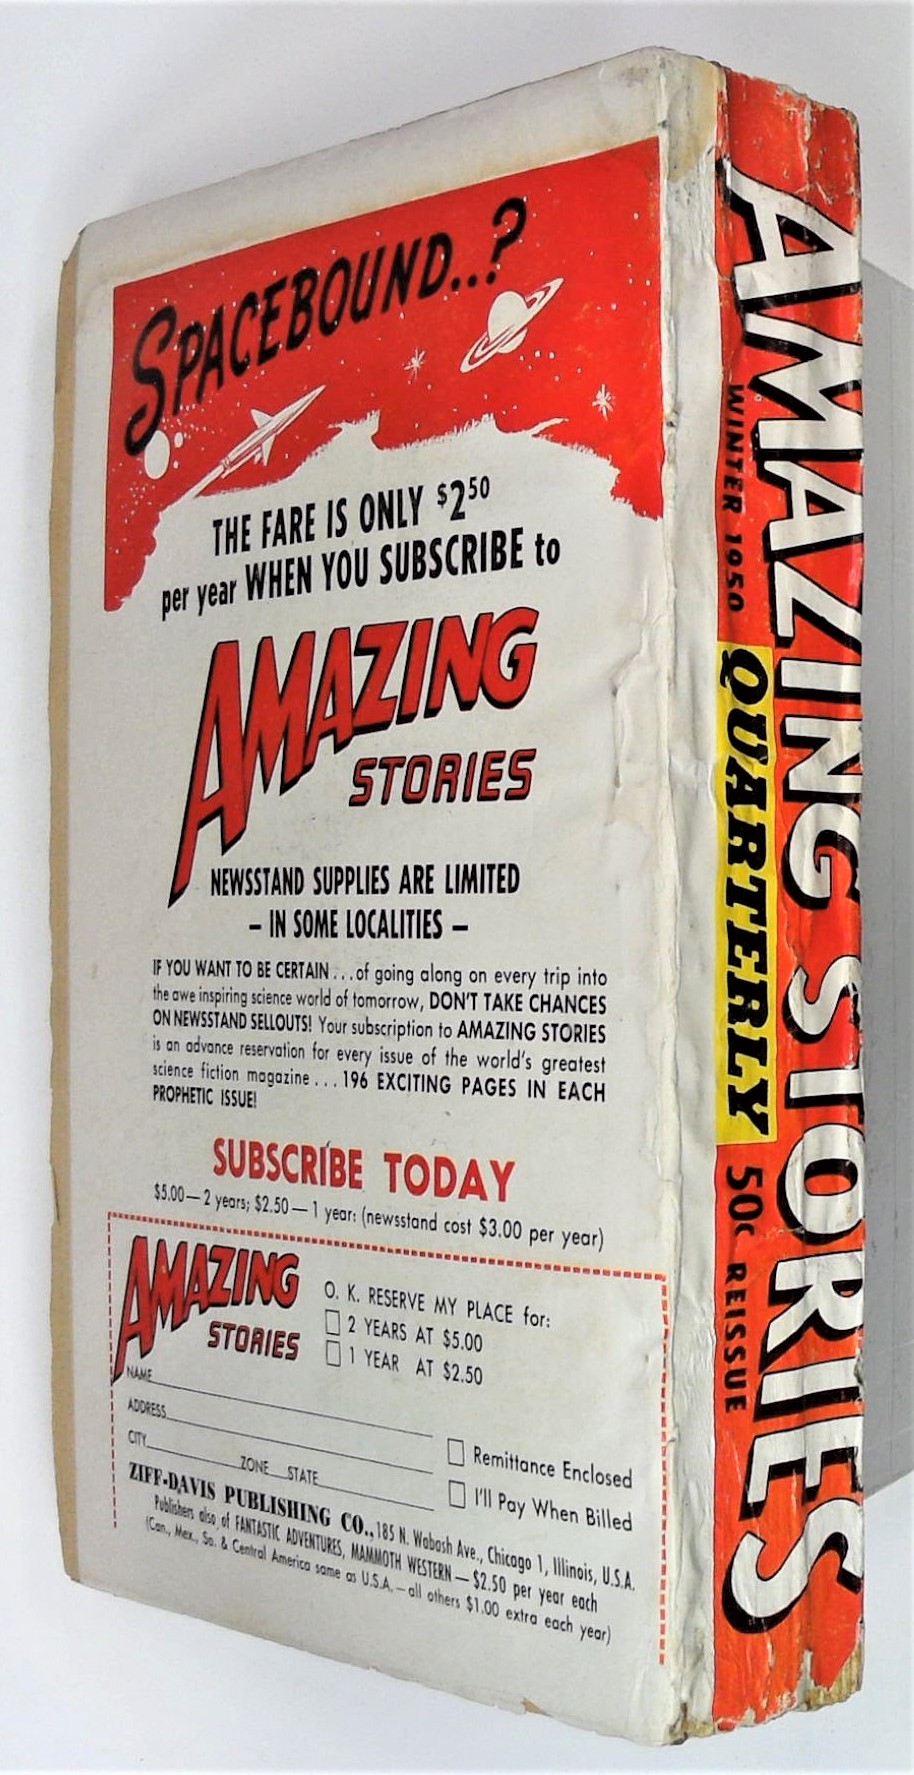 SPACEBOUND..?
THE FARE IS ONLY $2⁵⁰
per year WHEN YOU SUBSCRIBE to
AMAZING
STORIES
NEWSSTAND SUPPLIES ARE LIMITED
– IN SOME LOCALITIES –
IF YOU WANT TO BE CERTAIN...of going along on every trip into
the awe inspiring science world of tomorrow, DON'T TAKE CHANCES
ON NEWSSTAND SELLOUTS! Your subscription to AMAZING STORIES
is an advance reservation for every issue of the world's greatest
science fiction magazine...196 EXCITING PAGES IN EACH
PROPHETIC ISSUE!
SUBSCRIBE TODAY
$5.00—2 years; $2.50—1 year: (newsstand cost $3.00 per year)
AMAZING
STORIES
O. K. RESERVE MY PLACE for:
2 YEARS AT $5.00
1 YEAR AT $2.50
NAME
ADDRESS
CITY ZONE STATE
Remittance Enclosed
I'll Pay When Billed
ZIFF-DAVIS PUBLISHING CO., 185 N. Wabash Ave., Chicago 1, Illinois, U.S.A.
Publishers also of FANTASTIC ADVENTURES, MAMMOTH WESTERN—$2.50 per year each
(Can., Mex., So. & Central America same as U.S.A.—all others $1.00 extra each year)
AMAZING STORIES
WINTER 1950 QUARTERLY 50c REISSUE